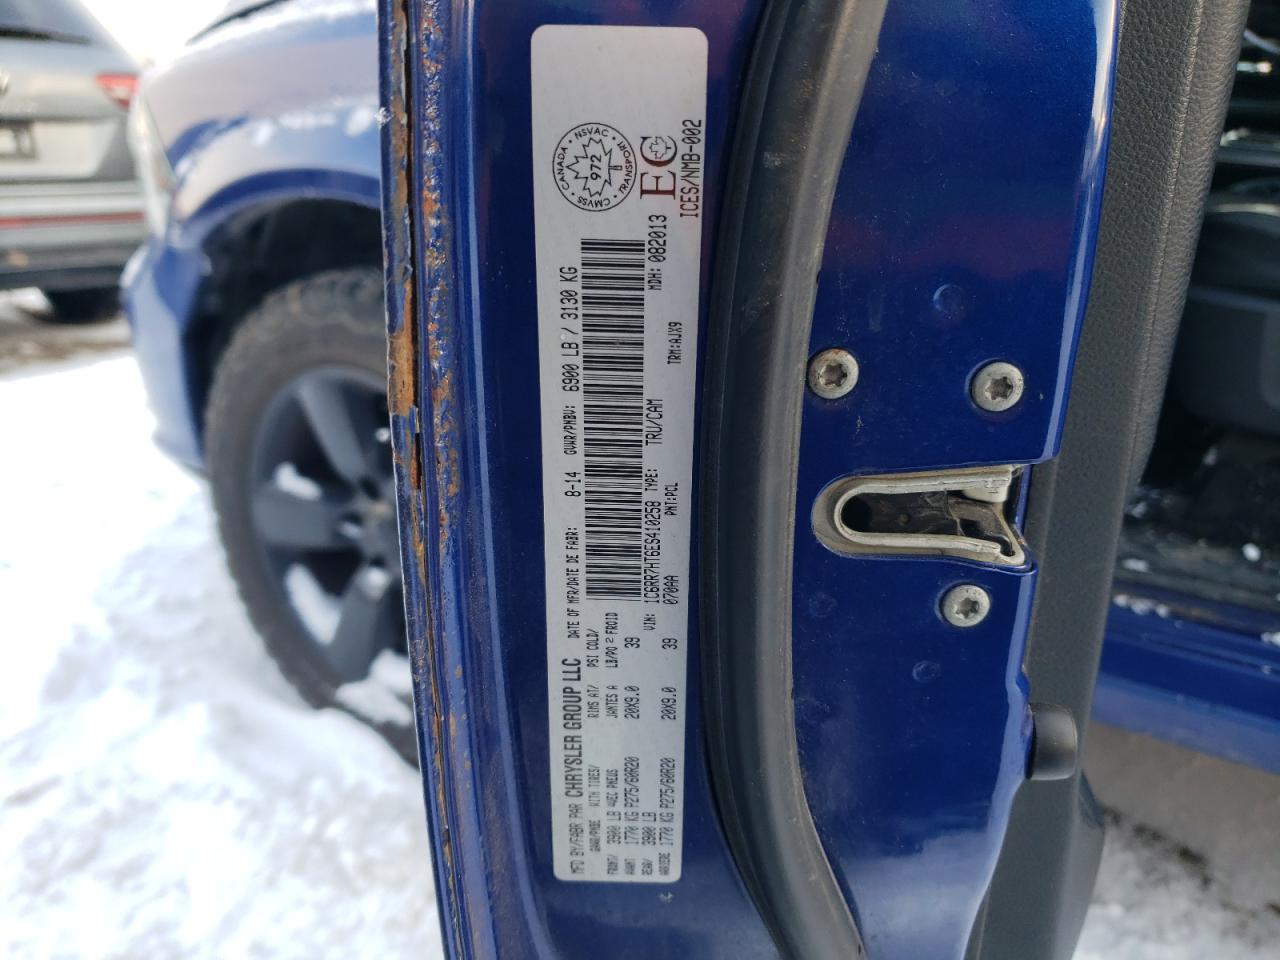 MFD BY/FABR PAR CHRYSLER GROUP LLC DATE OF MFR/DATE DE FABR: 8-14 GVWR/PNBV: 6900 LB / 3130 KG
GAWR/PNBE WITH TIRES/ RIMS AT/ PSI COLD/
FRONT/ 3900 LB AVEC PNEUS JANTES A LB/PO 2 FROID
AVANT 1770 KG P275/60R20 20X9.0 39
REAR/ 3900 LB
ARRIERE 1770 KG P275/60R20 20X9.0 39
VIN: 1C6RR7HT6ES410258 TYPE: TRU/CAM MDH: 082013
070AA PNT:PCL TRM:AJX9
CANADA · NSVAC · TRANSPORT · CMVSS ·
972
EC
ICES/NMB-002